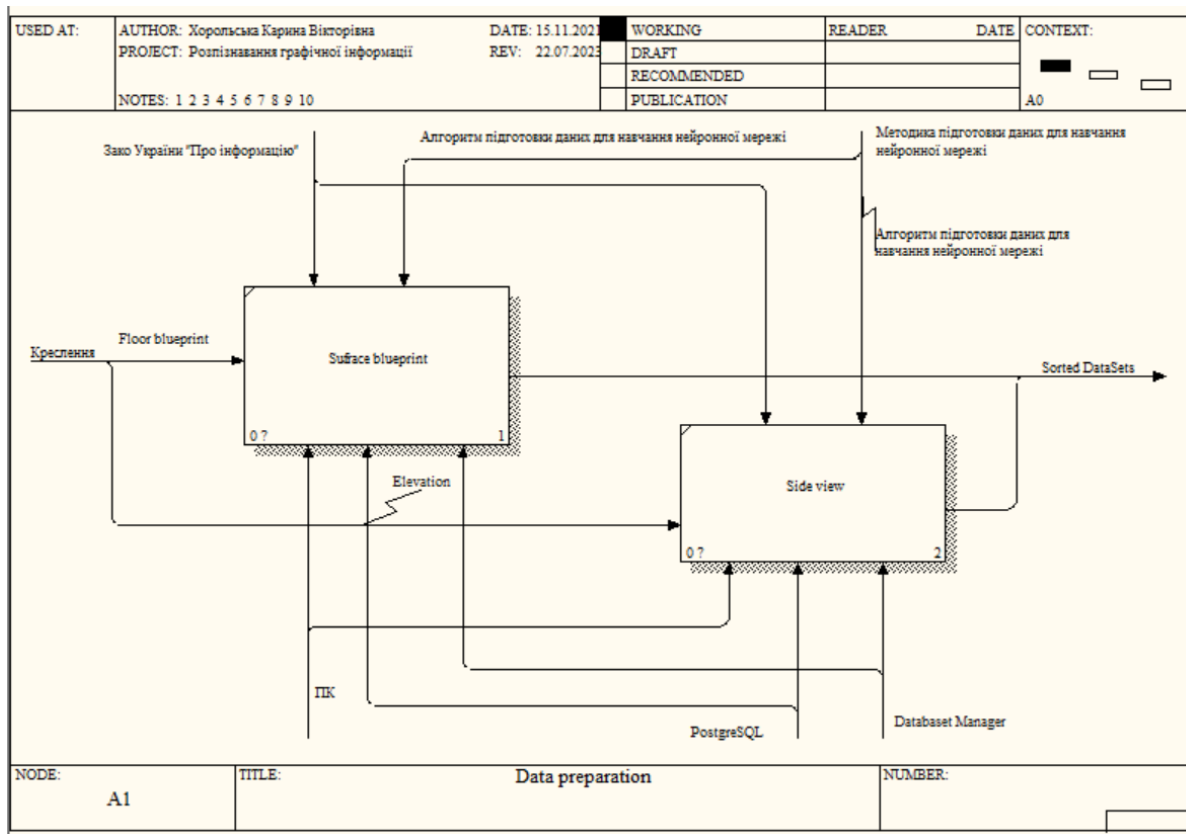 USED AT:
AUTHOR: Хорольська Карина Вікторівна
DATE: 15.11.2021
PROJECT: Розпізнавання графічної інформації
REV: 22.07.2023
NOTES: 1 2 3 4 5 6 7 8 9 10
WORKING
DRAFT
RECOMMENDED
PUBLICATION
READER DATE
CONTEXT:
A0
Зако України "Про інформацію"
Алгоритм підготовки даних для навчання нейронної мережі
Методика підготовки даних для навчання
нейронної мережі
Алгоритм підготовки даних для
навчання нейронної мережі
Креслення
Floor blueprint
Sufrace blueprint
0 ?
1
Sorted DataSets
Elevation
Side view
0 ?
2
ПК
PostgreSQL
Databaset Manager
NODE:
A1
TITLE:
Data preparation
NUMBER: